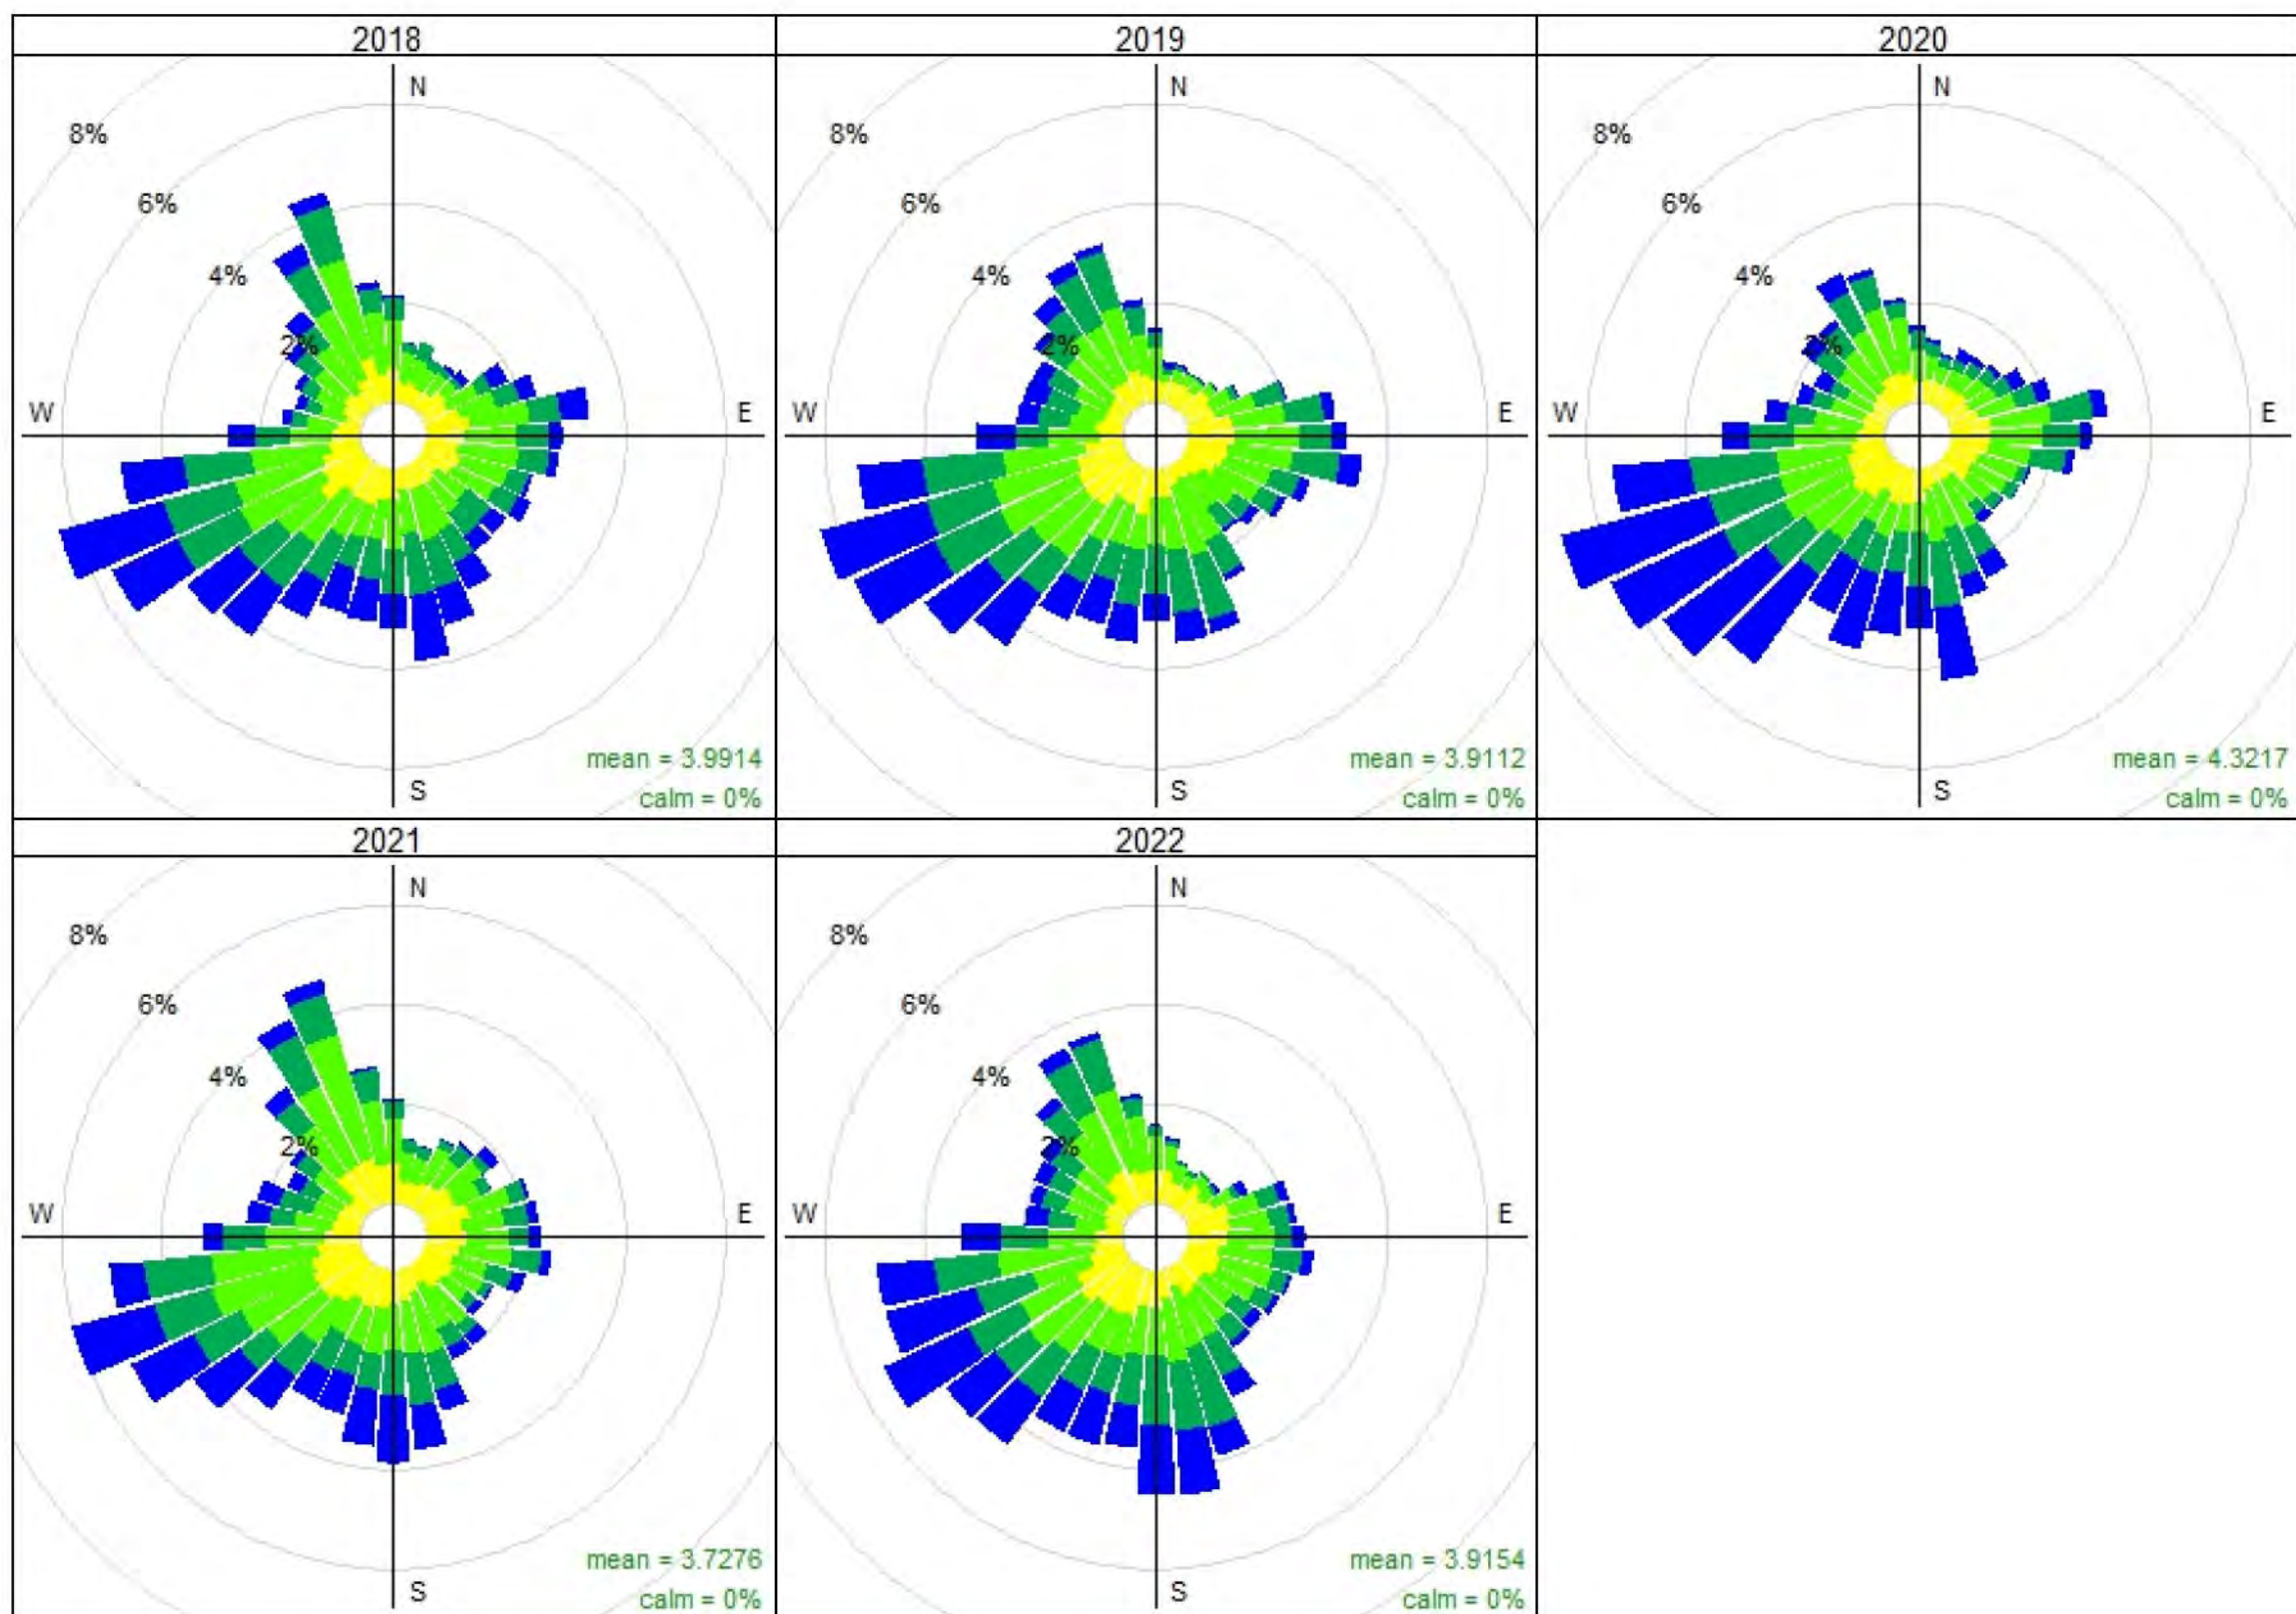 2018
N
8%
6%
4%
2%
W
E
mean = 3.9914
S
calm = 0%
2019
N
8%
6%
4%
2%
W
E
mean = 3.9112
S
calm = 0%
2020
N
8%
6%
4%
2%
W
E
mean = 4.3217
S
calm = 0%
2021
N
8%
6%
4%
2%
W
E
mean = 3.7276
S
calm = 0%
2022
N
8%
6%
4%
2%
W
E
mean = 3.9154
S
calm = 0%